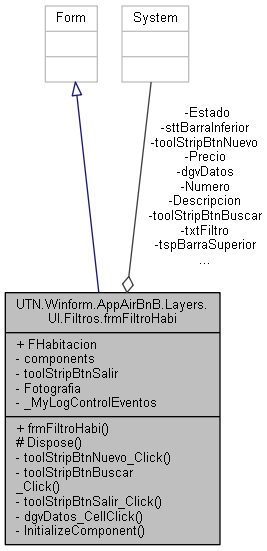 Form
System
-Estado
-sttBarraInferior
-toolStripBtnNuevo
-Precio
-dgvDatos
-Numero
-Descripcion
-toolStripBtnBuscar
-txtFiltro
-tspBarraSuperior
...
UTN.Winform.AppAirBnB.Layers.
UI.Filtros.frmFiltroHabi
+ FHabitacion
- components
- toolStripBtnSalir
- Fotografia
- _MyLogControlEventos
+ frmFiltroHabi()
# Dispose()
- toolStripBtnNuevo_Click()
- toolStripBtnBuscar
_Click()
- toolStripBtnSalir_Click()
- dgvDatos_CellClick()
- InitializeComponent()